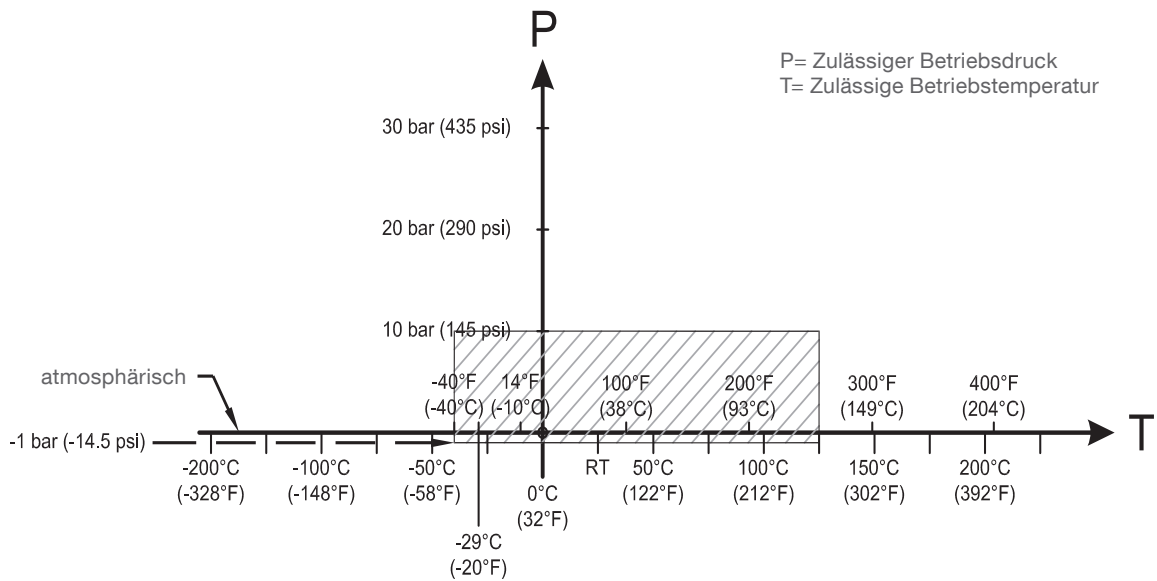 P
P= Zulässiger Betriebsdruck
T= Zulässige Betriebstemperatur
30 bar (435 psi)
20 bar (290 psi)
10 bar (145 psi)
atmosphärisch
-40°F 14°F 100°F 200°F 300°F 400°F
(-40°C) (-10°C) (38°C) (93°C) (149°C) (204°C)
T
-1 bar (-14.5 psi)
-200°C -100°C -50°C RT 50°C 100°C 150°C 200°C
(-328°F) (-148°F) (-58°F) (122°F) (212°F) (302°F) (392°F)
0°C
(32°F)
-29°C
(-20°F)